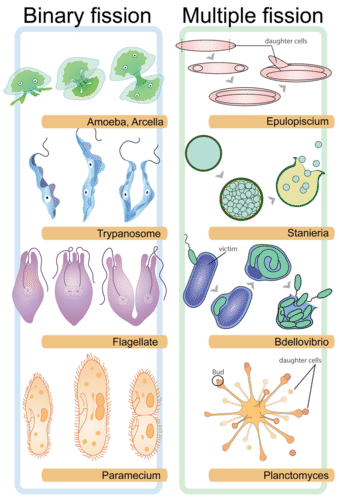 Binary fission
Multiple fission
daughter cells
Amoeba, Arcella
Epulopiscium
Trypanosome
Stanieria
victim
Flagellate
Bdellovibrio
Bud
daughter cells
Paramecium
Planctomyces